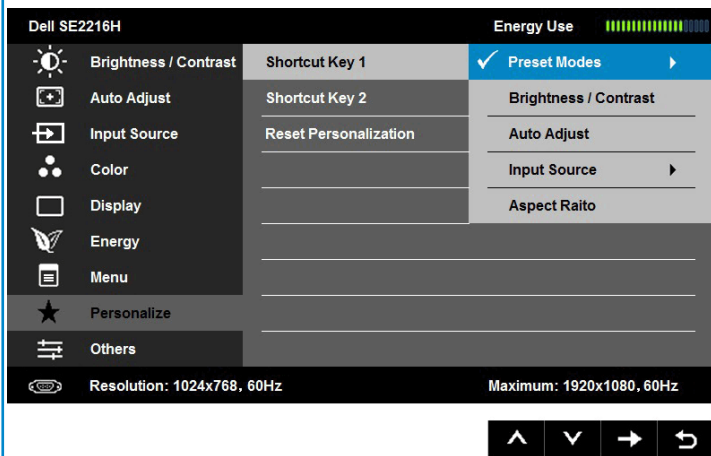 Dell SE2216H Energy Use
Brightness / Contrast Shortcut Key 1 Preset Modes
Auto Adjust Shortcut Key 2 Brightness / Contrast
Input Source Reset Personalization Auto Adjust
Color Input Source
Display Aspect Raito
Energy
Menu
Personalize
Others
Resolution: 1024x768, 60Hz Maximum: 1920x1080, 60Hz